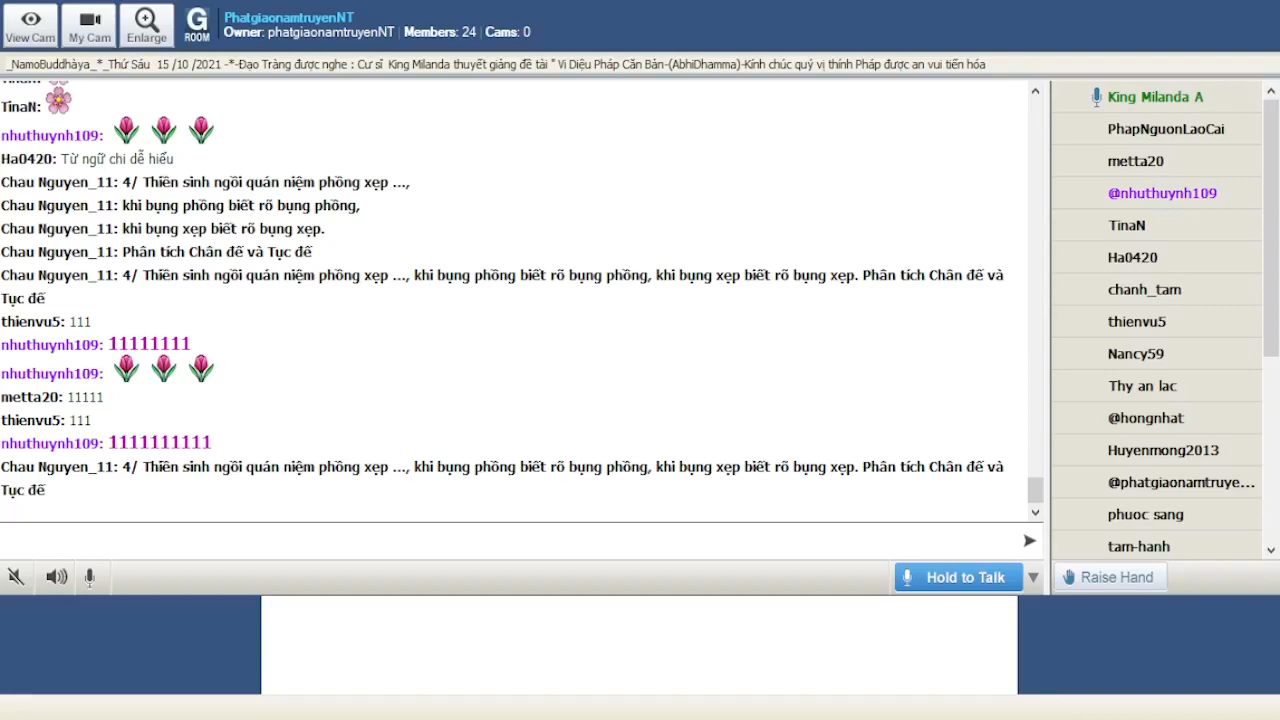 View Cam
My Cam
Enlarge
G
ROOM
PhatgiaonamtruyenNT
Owner: phatgiaonamtruyenNT | Members: 24 | Cams: 0
_NamoBuddhàya_*_Thứ Sáu 15 /10 /2021 -*-Đạo Tràng được nghe : Cư sĩ King Milanda thuyết giảng đề tài " Vi Diệu Pháp Căn Bản-(AbhiDhamma)-Kính chúc quý vị thính Pháp được an vui tiến hóa
TinaN:
nhuthuynh109:
Ha0420: Từ ngữ chi dễ hiểu
Chau Nguyen_11: 4/ Thiền sinh ngồi quán niệm phồng xẹp ...,
Chau Nguyen_11: khi bụng phồng biết rõ bụng phồng,
Chau Nguyen_11: khi bụng xẹp biết rõ bụng xẹp.
Chau Nguyen_11: Phân tích Chân đế và Tục đế
Chau Nguyen_11: 4/ Thiền sinh ngồi quán niệm phồng xẹp ..., khi bụng phồng biết rõ bụng phồng, khi bụng xẹp biết rõ bụng xẹp. Phân tích Chân đế và
Tục đế
thienvu5: 111
nhuthuynh109: 11111111
nhuthuynh109:
metta20: 11111
thienvu5: 111
nhuthuynh109: 1111111111
Chau Nguyen_11: 4/ Thiền sinh ngồi quán niệm phồng xẹp ..., khi bụng phồng biết rõ bụng phồng, khi bụng xẹp biết rõ bụng xẹp. Phân tích Chân đế và
Tục đế
King Milanda A
PhapNguonLaoCai
metta20
@nhuthuynh109
TinaN
Ha0420
chanh_tam
thienvu5
Nancy59
Thy an lac
@hongnhat
Huyenmong2013
@phatgiaonamtruye...
phuoc sang
tam-hanh
Hold to Talk
Raise Hand